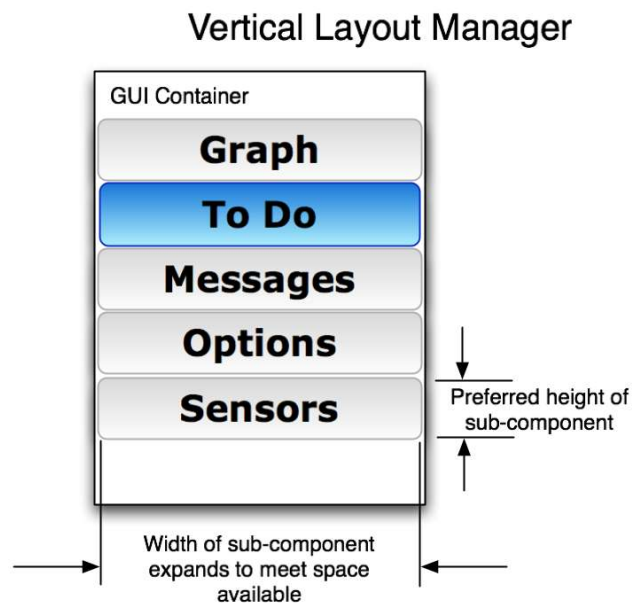 Vertical Layout Manager
GUI Container
Graph
To Do
Messages
Options
Sensors
Preferred height of
sub-component
Width of sub-component
expands to meet space
available